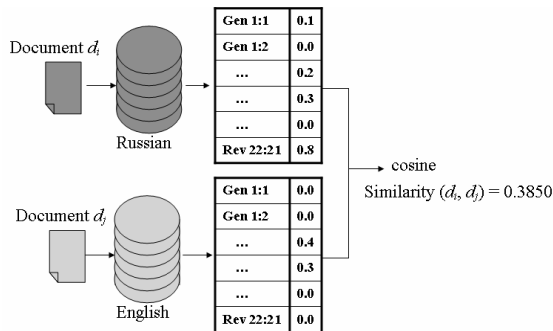 Document di
Russian
Gen 1:1 0.1
Gen 1:2 0.0
... 0.2
... 0.3
... 0.0
Rev 22:21 0.8
cosine
Similarity (di, dj) = 0.3850
Document dj
English
Gen 1:1 0.0
Gen 1:2 0.0
... 0.4
... 0.3
... 0.0
Rev 22:21 0.0